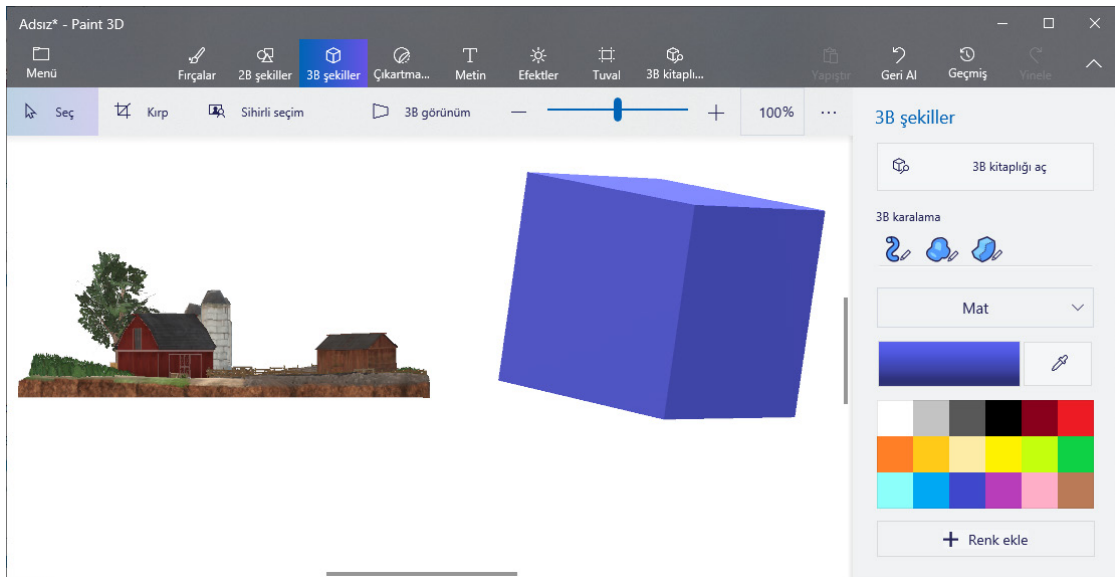 Adsız* - Paint 3D
Menü
Fırçalar
2B şekiller
3B şekiller
Çıkartma...
Metin
Efektler
Tuval
3B kitaplı...
Yapıştır
Geri Al
Geçmiş
Yinele
Seç
Kırp
Sihirli seçim
3B görünüm
100%
...
3B şekiller
3B kitaplığı aç
3B karalama
Mat
Renk ekle